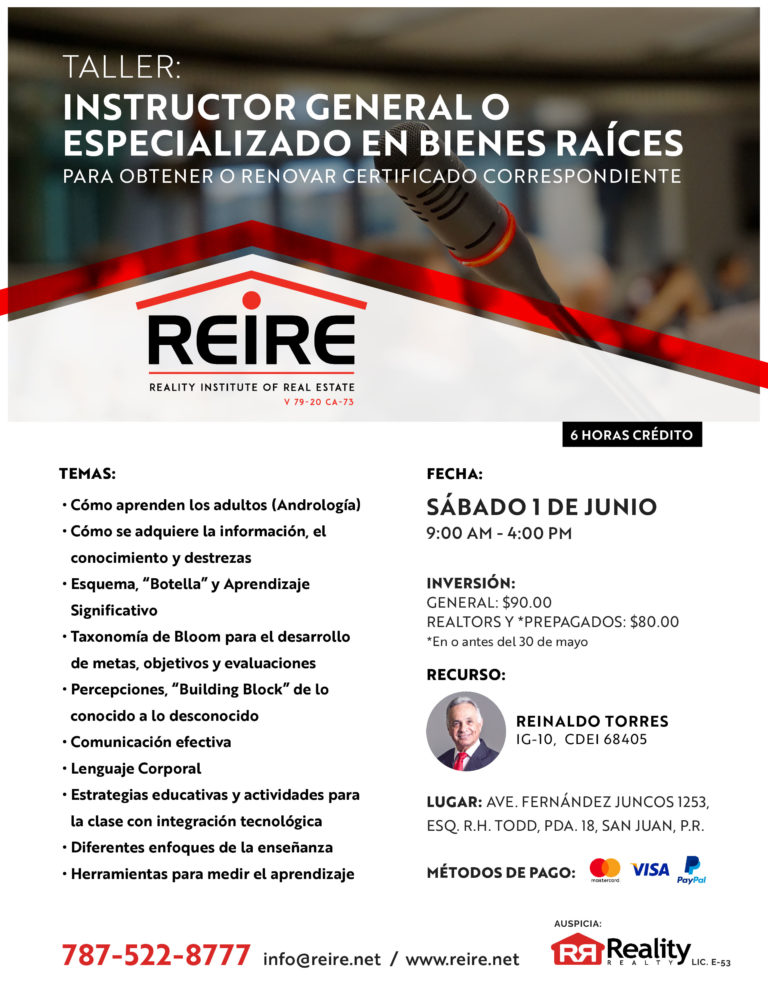 TALLER:
INSTRUCTOR GENERAL O
ESPECIALIZADO EN BIENES RAÍCES
PARA OBTENER O RENOVAR CERTIFICADO CORRESPONDIENTE
REIRE
REALITY INSTITUTE OF REAL ESTATE
V 79-20 CA-73
6 HORAS CRÉDITO
TEMAS:
• Cómo aprenden los adultos (Andrología)
• Cómo se adquiere la información, el
conocimiento y destrezas
• Esquema, “Botella” y Aprendizaje
Significativo
• Taxonomía de Bloom para el desarrollo
de metas, objetivos y evaluaciones
• Percepciones, “Building Block” de lo
conocido a lo desconocido
• Comunicación efectiva
• Lenguaje Corporal
• Estrategias educativas y actividades para
la clase con integración tecnológica
• Diferentes enfoques de la enseñanza
• Herramientas para medir el aprendizaje
FECHA:
SÁBADO 1 DE JUNIO
9:00 AM - 4:00 PM
INVERSIÓN:
GENERAL: $90.00
REALTORS Y *PREPAGADOS: $80.00
*En o antes del 30 de mayo
RECURSO:
REINALDO TORRES
IG-10, CDEI 68405
LUGAR: AVE. FERNÁNDEZ JUNCOS 1253,
ESQ. R.H. TODD, PDA. 18, SAN JUAN, P.R.
MÉTODOS DE PAGO:
mastercard
VISA
PayPal
787-522-8777 info@reire.net / www.reire.net
AUSPICIA:
RR Reality
REALTY
LIC. E-53